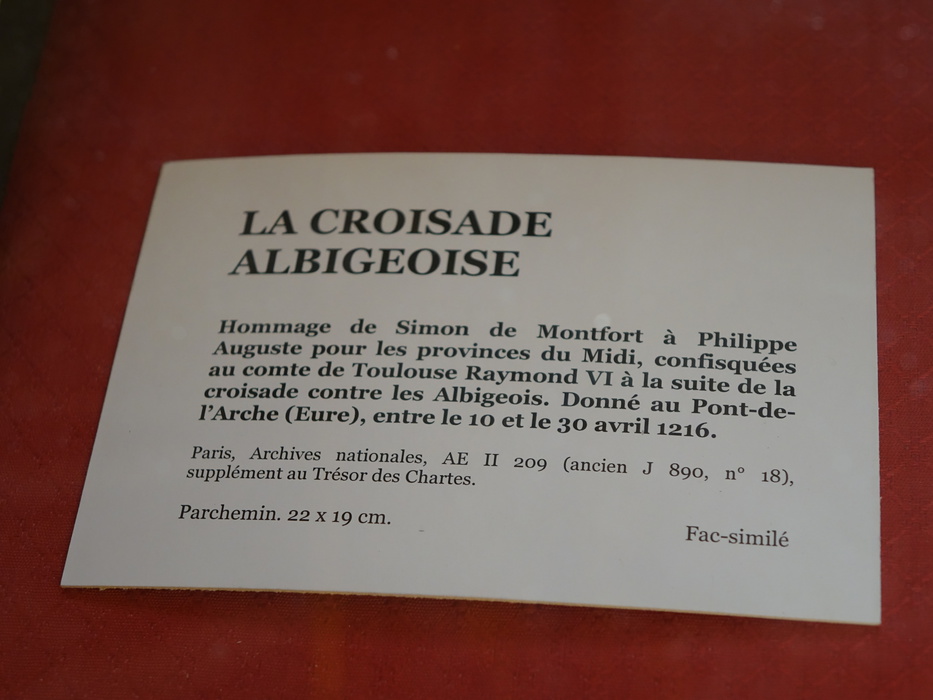 LA CROISADE
ALBIGEOISE
Hommage de Simon de Montfort à Philippe
Auguste pour les provinces du Midi, confisquées
au comte de Toulouse Raymond VI à la suite de la
croisade contre les Albigeois. Donné au Pont-de-
l'Arche (Eure), entre le 10 et le 30 avril 1216.
Paris, Archives nationales, AE II 209 (ancien J 890, n° 18),
supplément au Trésor des Chartes.
Parchemin. 22 x 19 cm.
Fac-similé